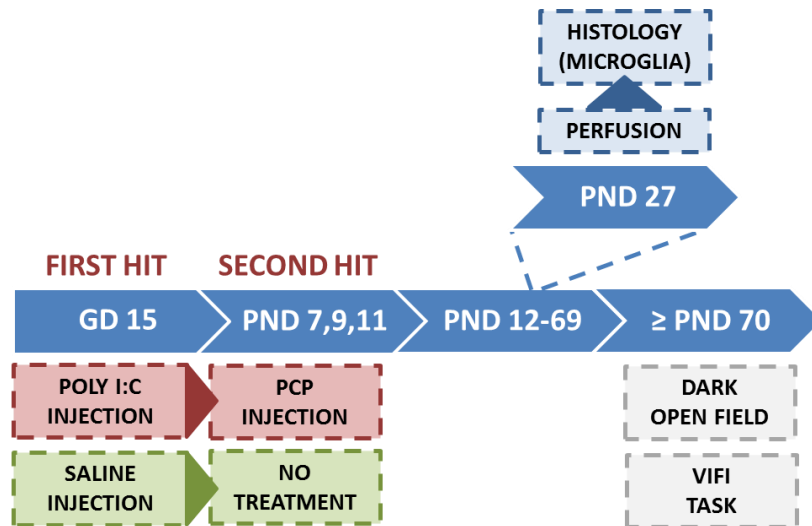 HISTOLOGY
(MICROGLIA)
PERFUSION
PND 27
FIRST HIT
SECOND HIT
GD 15
PND 7,9,11
PND 12-69
≥ PND 70
POLY I:C
INJECTION
PCP
INJECTION
DARK
OPEN FIELD
SALINE
INJECTION
NO
TREATMENT
VIFI
TASK